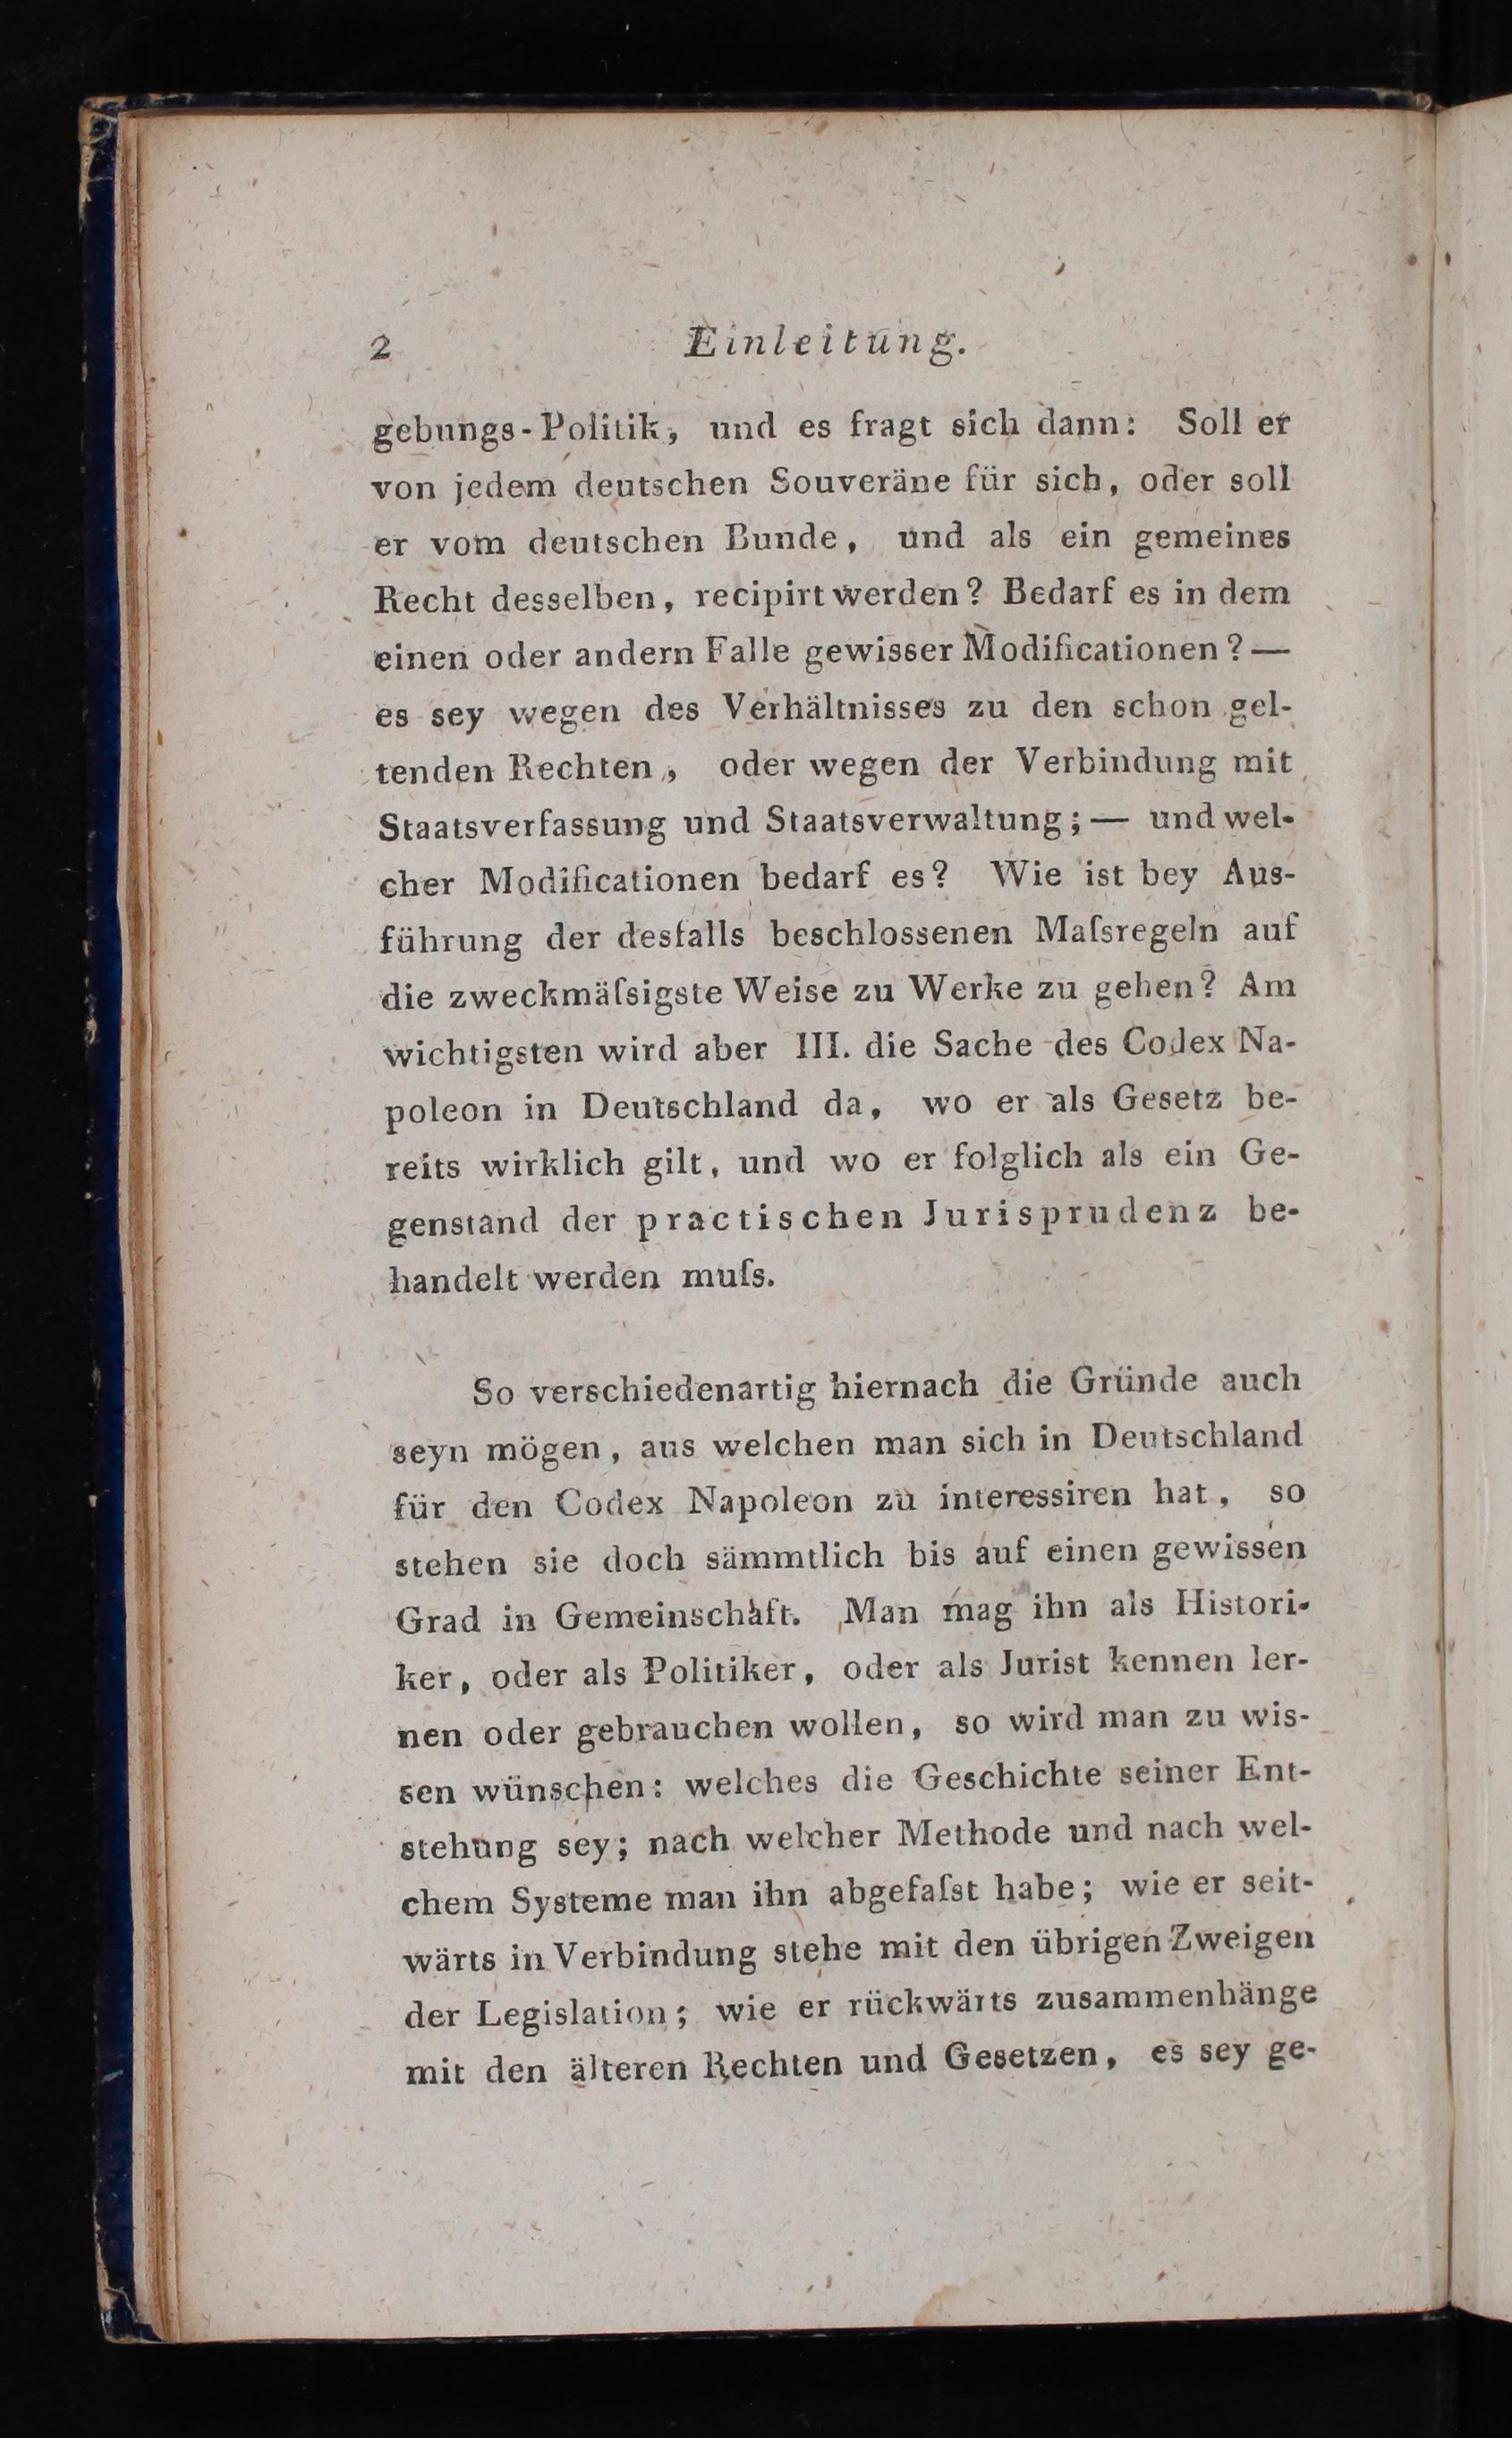 2 Einleitung.
gebungs-Politik, und es fragt sich dann: Soll er
von jedem deutschen Souveräne für sich, oder soll
er vom deutschen Bunde, und als ein gemeines
Recht desselben, recipirt werden? Bedarf es in dem
einen oder andern Falle gewisser Modificationen? —
es sey wegen des Verhältnisses zu den schon gel-
tenden Rechten, oder wegen der Verbindung mit
Staatsverfassung und Staatsverwaltung; — und wel-
cher Modificationen bedarf es? Wie ist bey Aus-
führung der desfalls beschlossenen Maſsregeln auf
die zweckmäſsigste Weise zu Werke zu gehen? Am
wichtigsten wird aber III. die Sache des Codex Na-
poleon in Deutschland da, wo er als Gesetz be-
reits wirklich gilt, und wo er folglich als ein Ge-
genstand der practischen Jurisprudenz be-
handelt werden muſs.
So verschiedenartig hiernach die Gründe auch
seyn mögen, aus welchen man sich in Deutschland
für den Codex Napoleon zu interessiren hat, so
stehen sie doch sämmtlich bis auf einen gewissen
Grad in Gemeinschaft. Man mag ihn als Histori-
ker, oder als Politiker, oder als Jurist kennen ler-
nen oder gebrauchen wollen, so wird man zu wis-
sen wünschen: welches die Geschichte seiner Ent-
stehung sey; nach welcher Methode und nach wel-
chem Systeme man ihn abgefaſst habe; wie er seit-
wärts in Verbindung stehe mit den übrigen Zweigen
der Legislation; wie er rückwärts zusammenhänge
mit den älteren Rechten und Gesetzen, es sey ge-